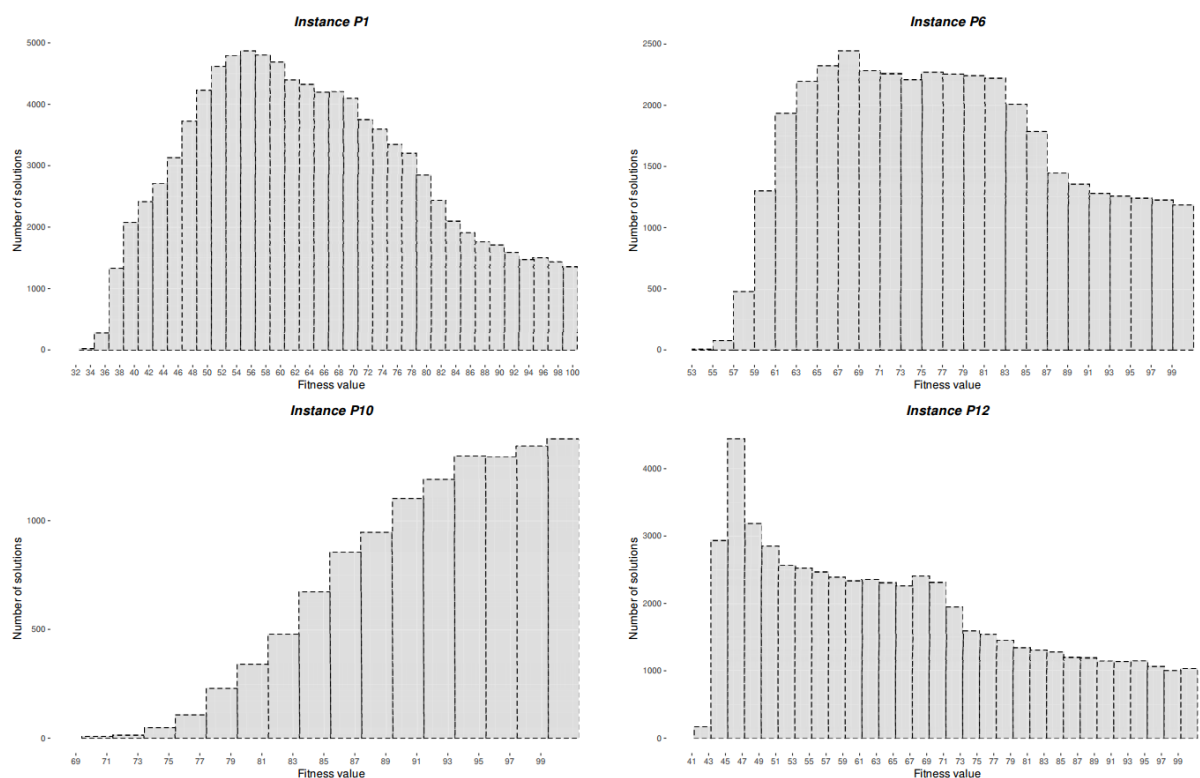 Instance P1
Number of solutions
5000
4000
3000
2000
1000
0
32 34 36 38 40 42 44 46 48 50 52 54 56 58 60 62 64 66 68 70 72 74 76 78 80 82 84 86 88 90 92 94 96 98 100
Fitness value
Instance P6
Number of solutions
2500
2000
1500
1000
500
0
53 55 57 59 61 63 65 67 69 71 73 75 77 79 81 83 85 87 89 91 93 95 97 99
Fitness value
Instance P10
Number of solutions
1000
500
0
69 71 73 75 77 79 81 83 85 87 89 91 93 95 97 99
Fitness value
Instance P12
Number of solutions
4000
3000
2000
1000
0
41 43 45 47 49 51 53 55 57 59 61 63 65 67 69 71 73 75 77 79 81 83 85 87 89 91 93 95 97 99
Fitness value